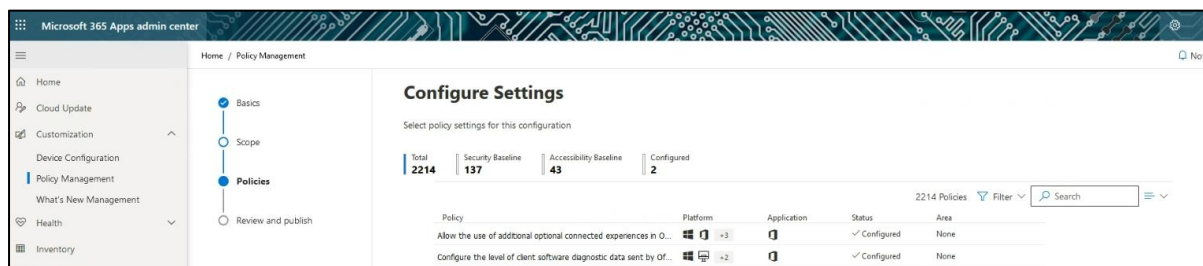 Microsoft 365 Apps admin center
Home / Policy Management
No
Home
Cloud Update
Customization
Device Configuration
Policy Management
What's New Management
Health
Inventory
Basics
Scope
Policies
Review and publish
Configure Settings
Select policy settings for this configuration
Total Security Baseline Accessibility Baseline Configured
2214 137 43 2
2214 Policies Filter Search
Policy Platform Application Status Area
Allow the use of additional optional connected experiences in O... +3 Configured None
Configure the level of client software diagnostic data sent by Of... +2 Configured None